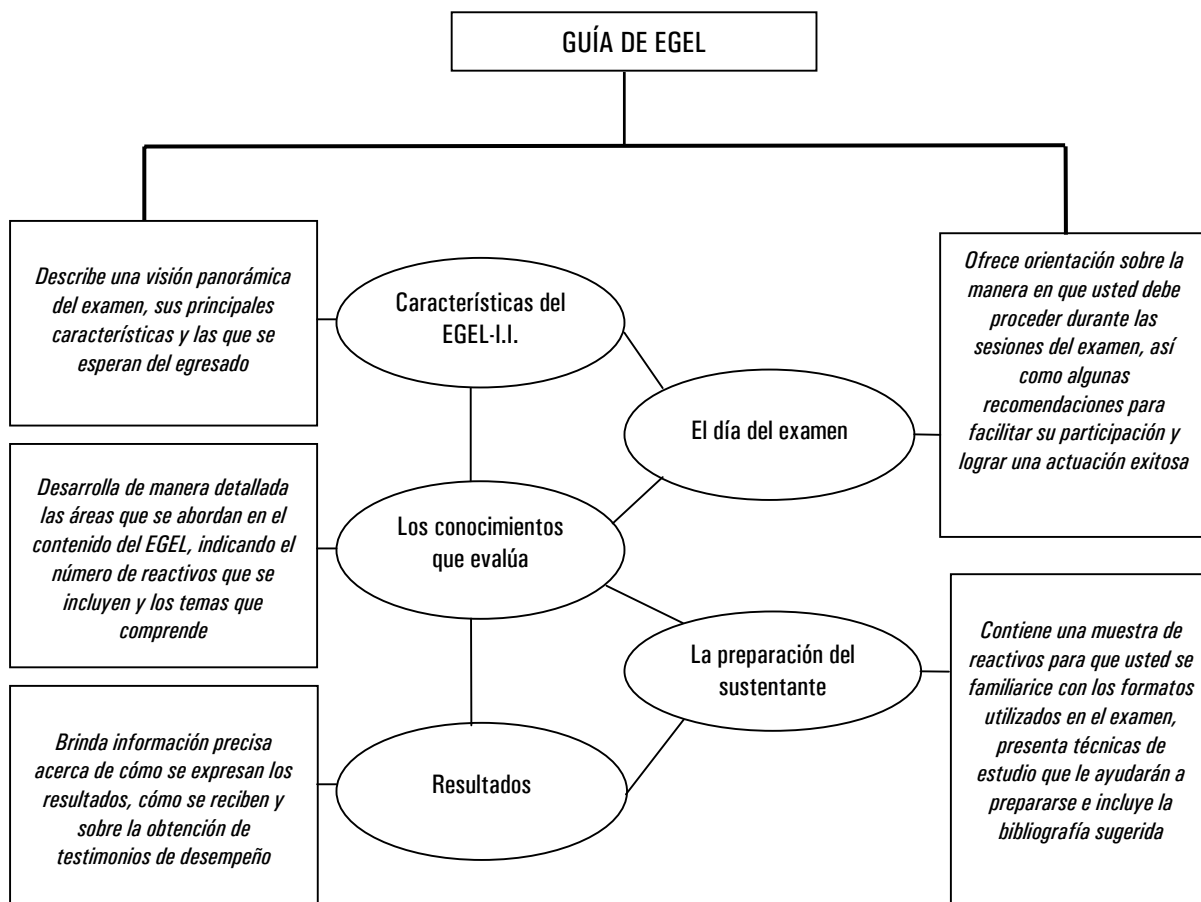 GUÍA DE EGEL
Describe una visión panorámica
del examen, sus principales
características y las que se
esperan del egresado
Características del
EGEL-I.I.
El día del examen
Ofrece orientación sobre la
manera en que usted debe
proceder durante las
sesiones del examen, así
como algunas
recomendaciones para
facilitar su participación y
lograr una actuación exitosa
Desarrolla de manera detallada
las áreas que se abordan en el
contenido del EGEL, indicando el
número de reactivos que se
incluyen y los temas que
comprende
Los conocimientos
que evalúa
La preparación del
sustentante
Contiene una muestra de
reactivos para que usted se
familiarice con los formatos
utilizados en el examen,
presenta técnicas de
estudio que le ayudarán a
prepararse e incluye la
bibliografía sugerida
Brinda información precisa
acerca de cómo se expresan los
resultados, cómo se reciben y
sobre la obtención de
testimonios de desempeño
Resultados